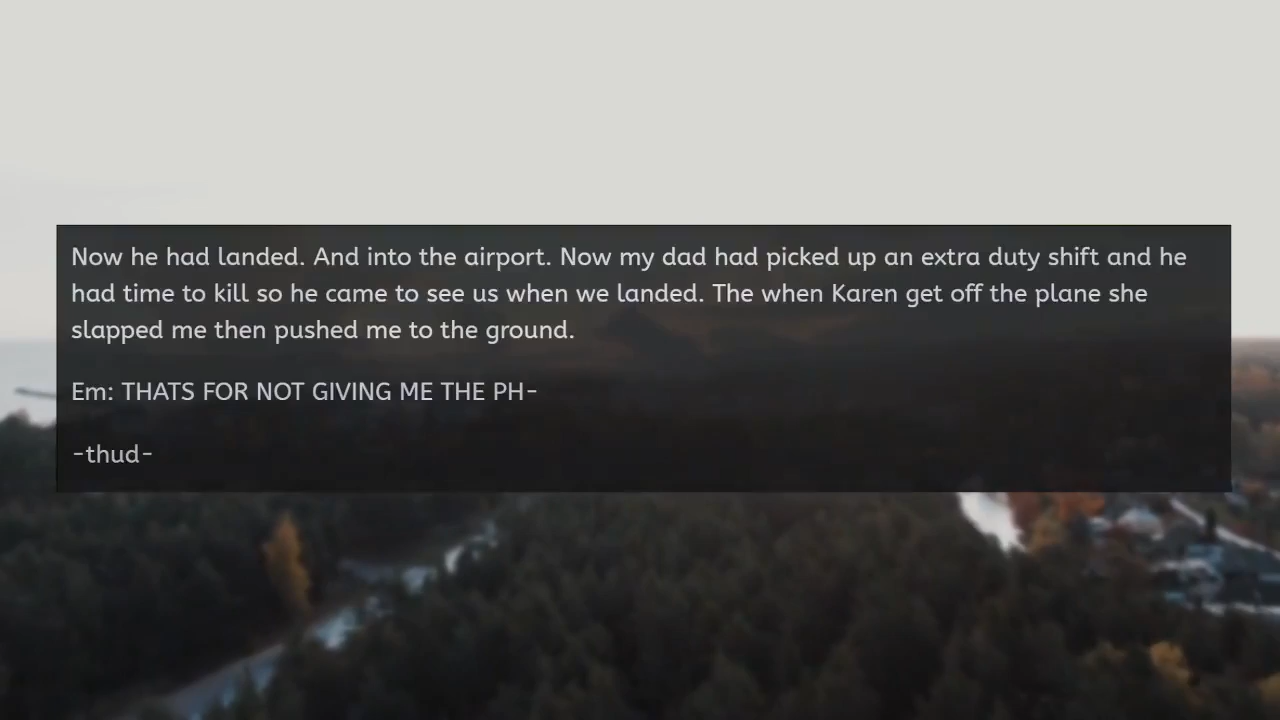 Now he had landed. And into the airport. Now my dad had picked up an extra duty shift and he
had time to kill so he came to see us when we landed. The when Karen get off the plane she
slapped me then pushed me to the ground.
Em: THATS FOR NOT GIVING ME THE PH-
-thud-